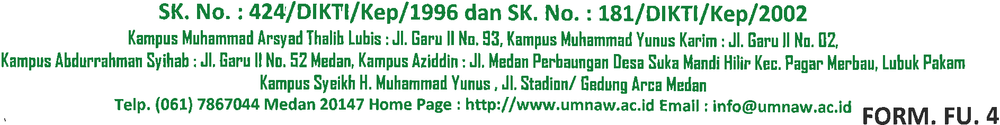 SK. No. : 424/DIKTI/Kep/1996 dan SK. No. : 181/DIKTI/Kep/2002
Kampus Muhammad Arsyad Thalib Lubis : Jl. Garu II No. 93, Kampus Muhammad Yunus Karim : Jl. Garu II No. 02,
Kampus Abdurrahman Syihab : Jl. Garu II No. 52 Medan, Kampus Aziddin : Jl. Medan Perbaungan Desa Suka Mandi Hilir Kec. Pagar Merbau, Lubuk Pakam
Kampus Syeikh H. Muhammad Yunus , Jl. Stadion/ Gedung Arca Medan
Telp. (061) 7867044 Medan 20147 Home Page : http://www.umnaw.ac.id Email : info@umnaw.ac.id
FORM. FU. 4